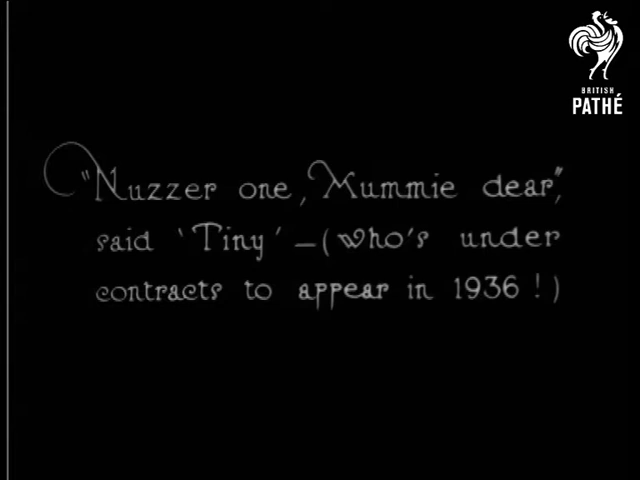 BRITISH
PATHÉ
"Nuzzer one, Mummie dear,"
said 'Tiny' — (who's under
contracts to appear in 1936 ! )